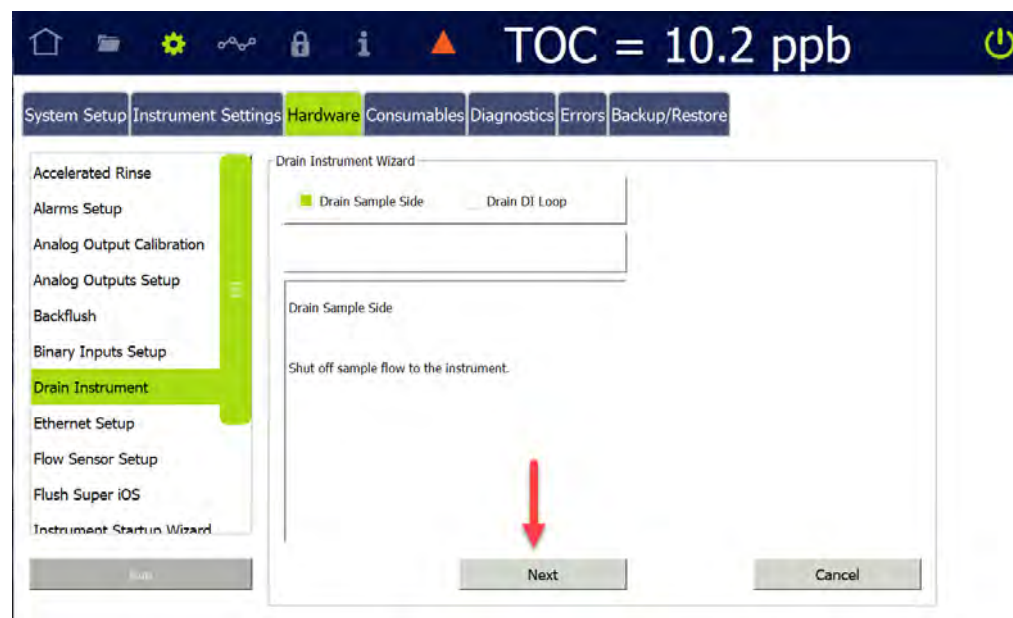 TOC = 10.2 ppb
System Setup Instrument Settings Hardware Consumables Diagnostics Errors Backup/Restore
Accelerated Rinse
Alarms Setup
Analog Output Calibration
Analog Outputs Setup
Backflush
Binary Inputs Setup
Drain Instrument
Ethernet Setup
Flow Sensor Setup
Flush Super iOS
Instrument Startup Wizard
Drain Instrument Wizard
Drain Sample Side Drain DI Loop
Drain Sample Side
Shut off sample flow to the instrument.
Next Cancel